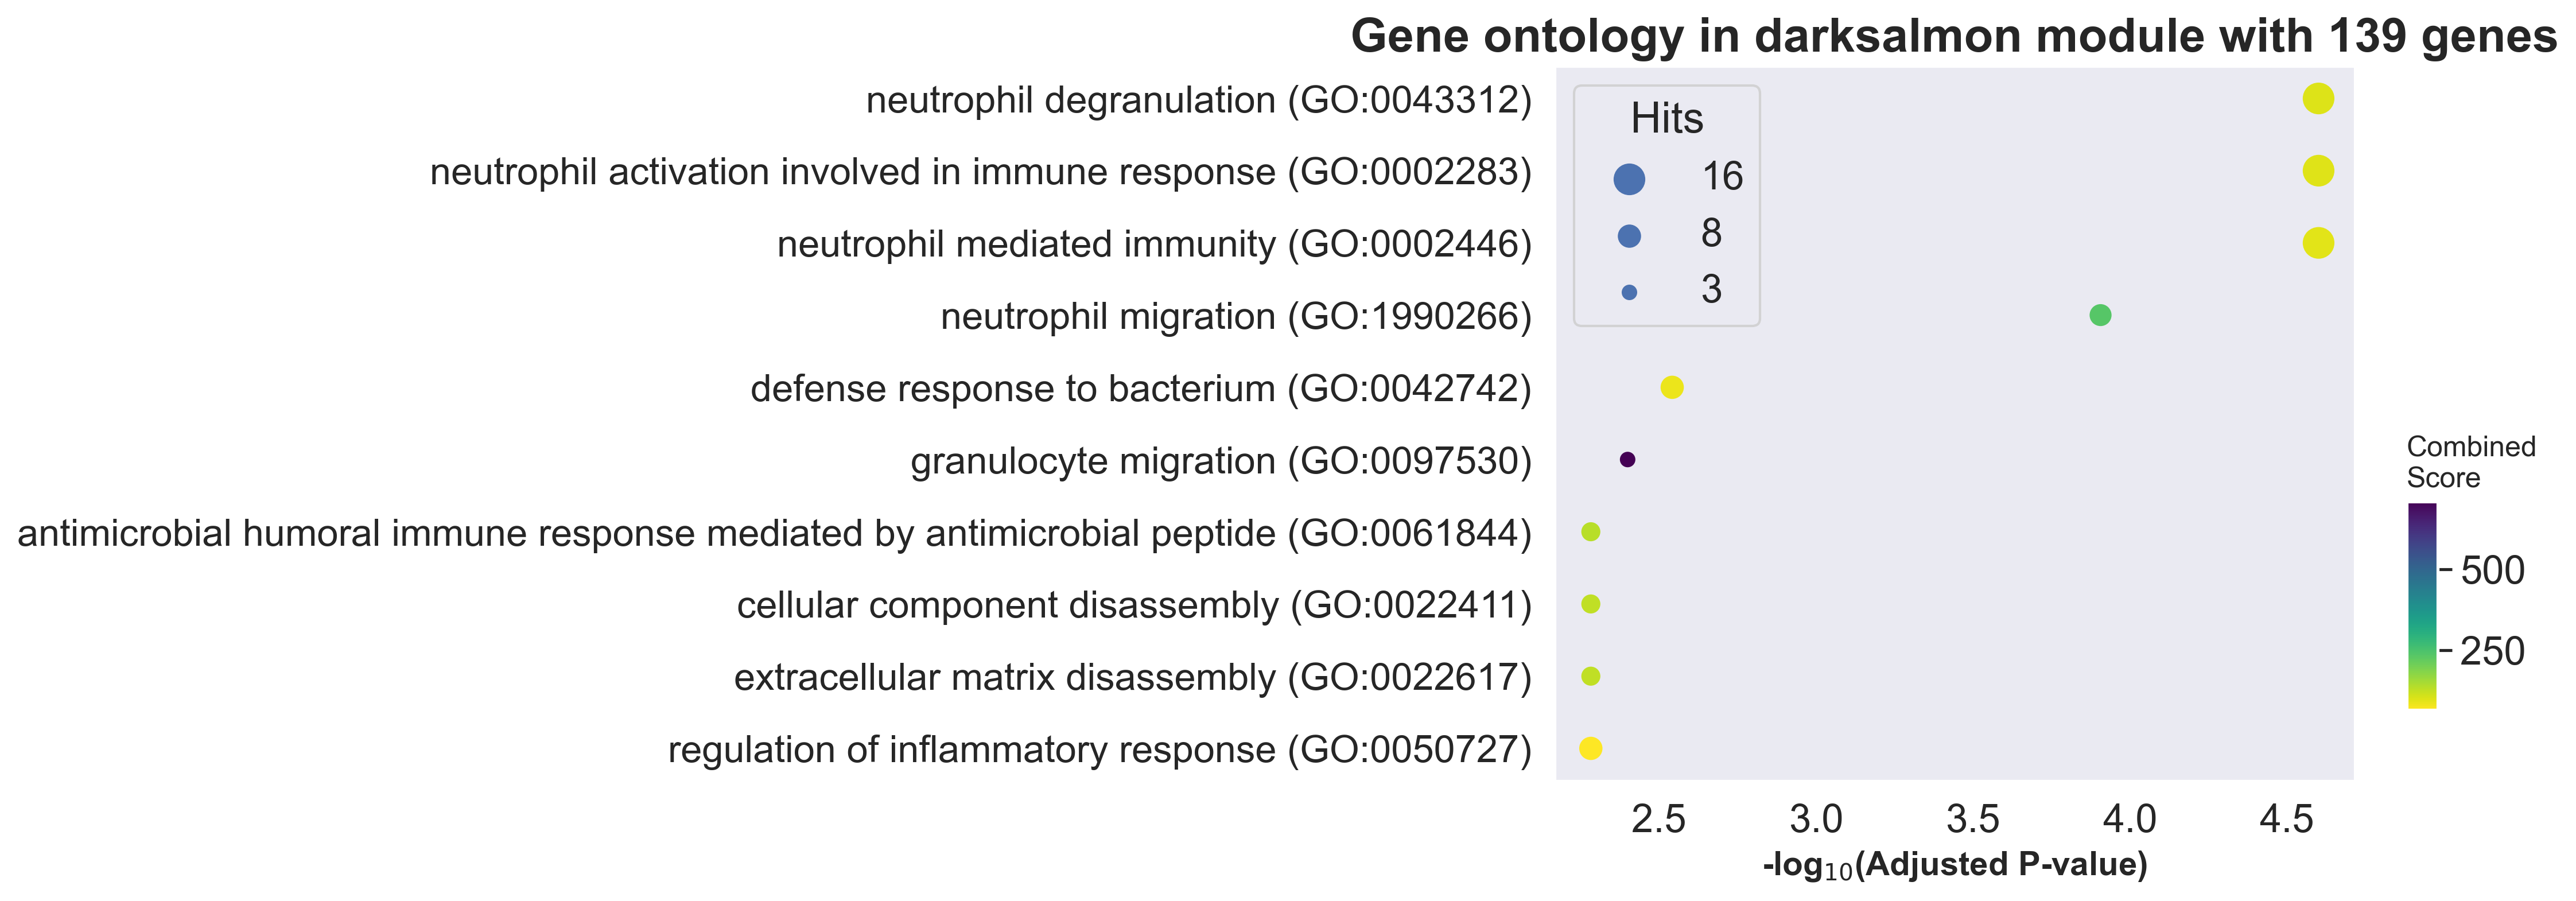 Gene ontology in darksalmon module with 139 genes
neutrophil degranulation (GO:0043312)
neutrophil activation involved in immune response (GO:0002283)
neutrophil mediated immunity (GO:0002446)
neutrophil migration (GO:1990266)
defense response to bacterium (GO:0042742)
granulocyte migration (GO:0097530)
antimicrobial humoral immune response mediated by antimicrobial peptide (GO:0061844)
cellular component disassembly (GO:0022411)
extracellular matrix disassembly (GO:0022617)
regulation of inflammatory response (GO:0050727)
Hits
16
8
3
2.5 3.0 3.5 4.0 4.5
-log10(Adjusted P-value)
Combined
Score
500
250